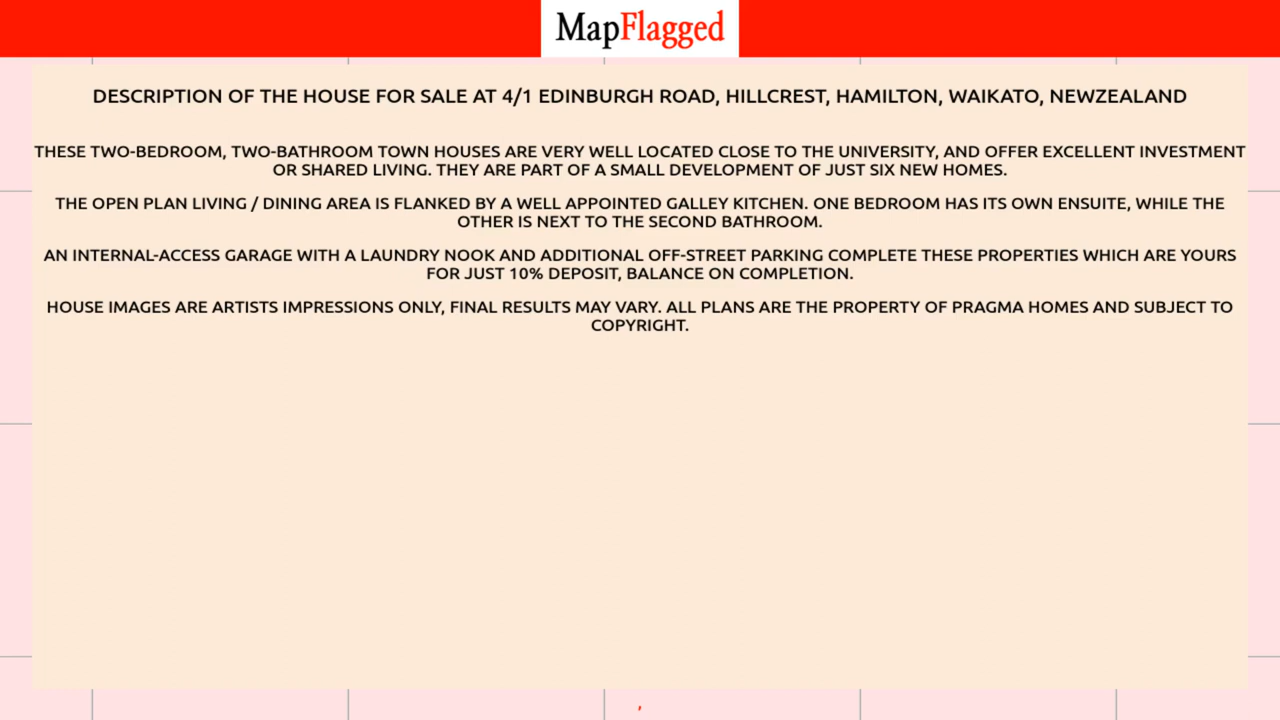 MapFlagged
DESCRIPTION OF THE HOUSE FOR SALE AT 4/1 EDINBURGH ROAD, HILLCREST, HAMILTON, WAIKATO, NEWZEALAND
THESE TWO-BEDROOM, TWO-BATHROOM TOWN HOUSES ARE VERY WELL LOCATED CLOSE TO THE UNIVERSITY, AND OFFER EXCELLENT INVESTMENT
OR SHARED LIVING. THEY ARE PART OF A SMALL DEVELOPMENT OF JUST SIX NEW HOMES.
THE OPEN PLAN LIVING / DINING AREA IS FLANKED BY A WELL APPOINTED GALLEY KITCHEN. ONE BEDROOM HAS ITS OWN ENSUITE, WHILE THE
OTHER IS NEXT TO THE SECOND BATHROOM.
AN INTERNAL-ACCESS GARAGE WITH A LAUNDRY NOOK AND ADDITIONAL OFF-STREET PARKING COMPLETE THESE PROPERTIES WHICH ARE YOURS
FOR JUST 10% DEPOSIT, BALANCE ON COMPLETION.
HOUSE IMAGES ARE ARTISTS IMPRESSIONS ONLY, FINAL RESULTS MAY VARY. ALL PLANS ARE THE PROPERTY OF PRAGMA HOMES AND SUBJECT TO
COPYRIGHT.
,